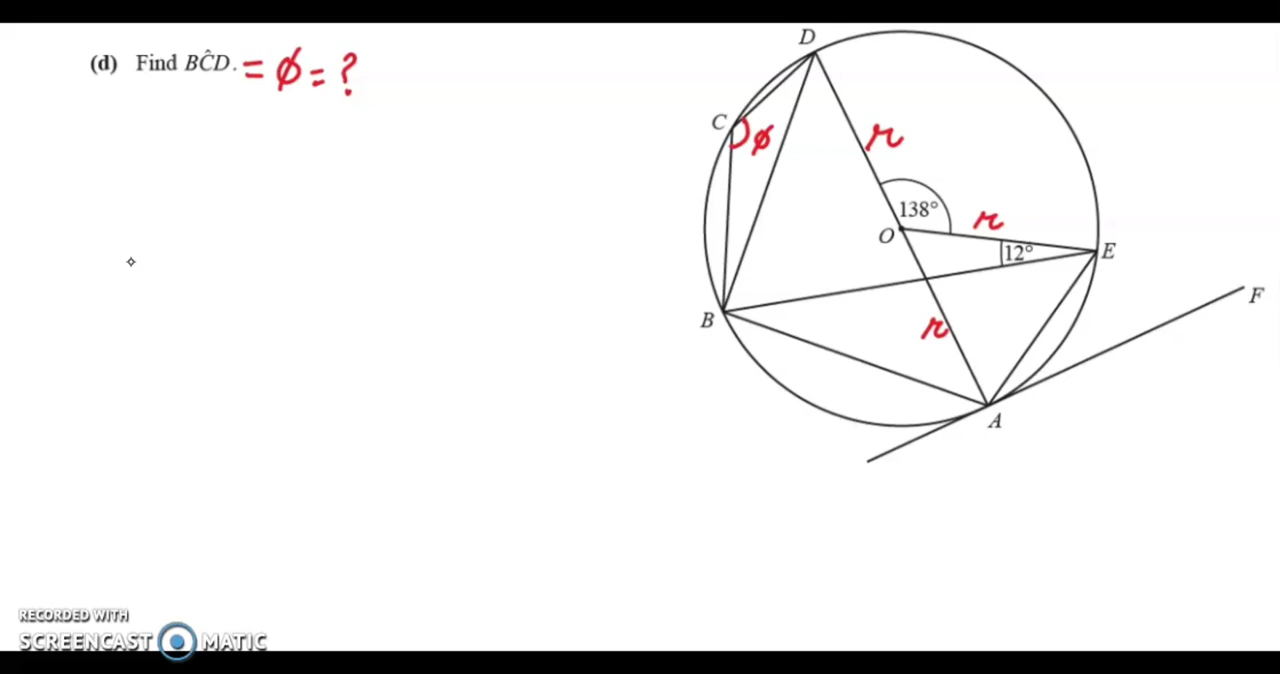 (d) Find BĈD. = ϕ = ?
D
C
ϕ
r
138°
O
r
12°
E
F
B
r
A
RECORDED WITH
SCREENCAST MATIC